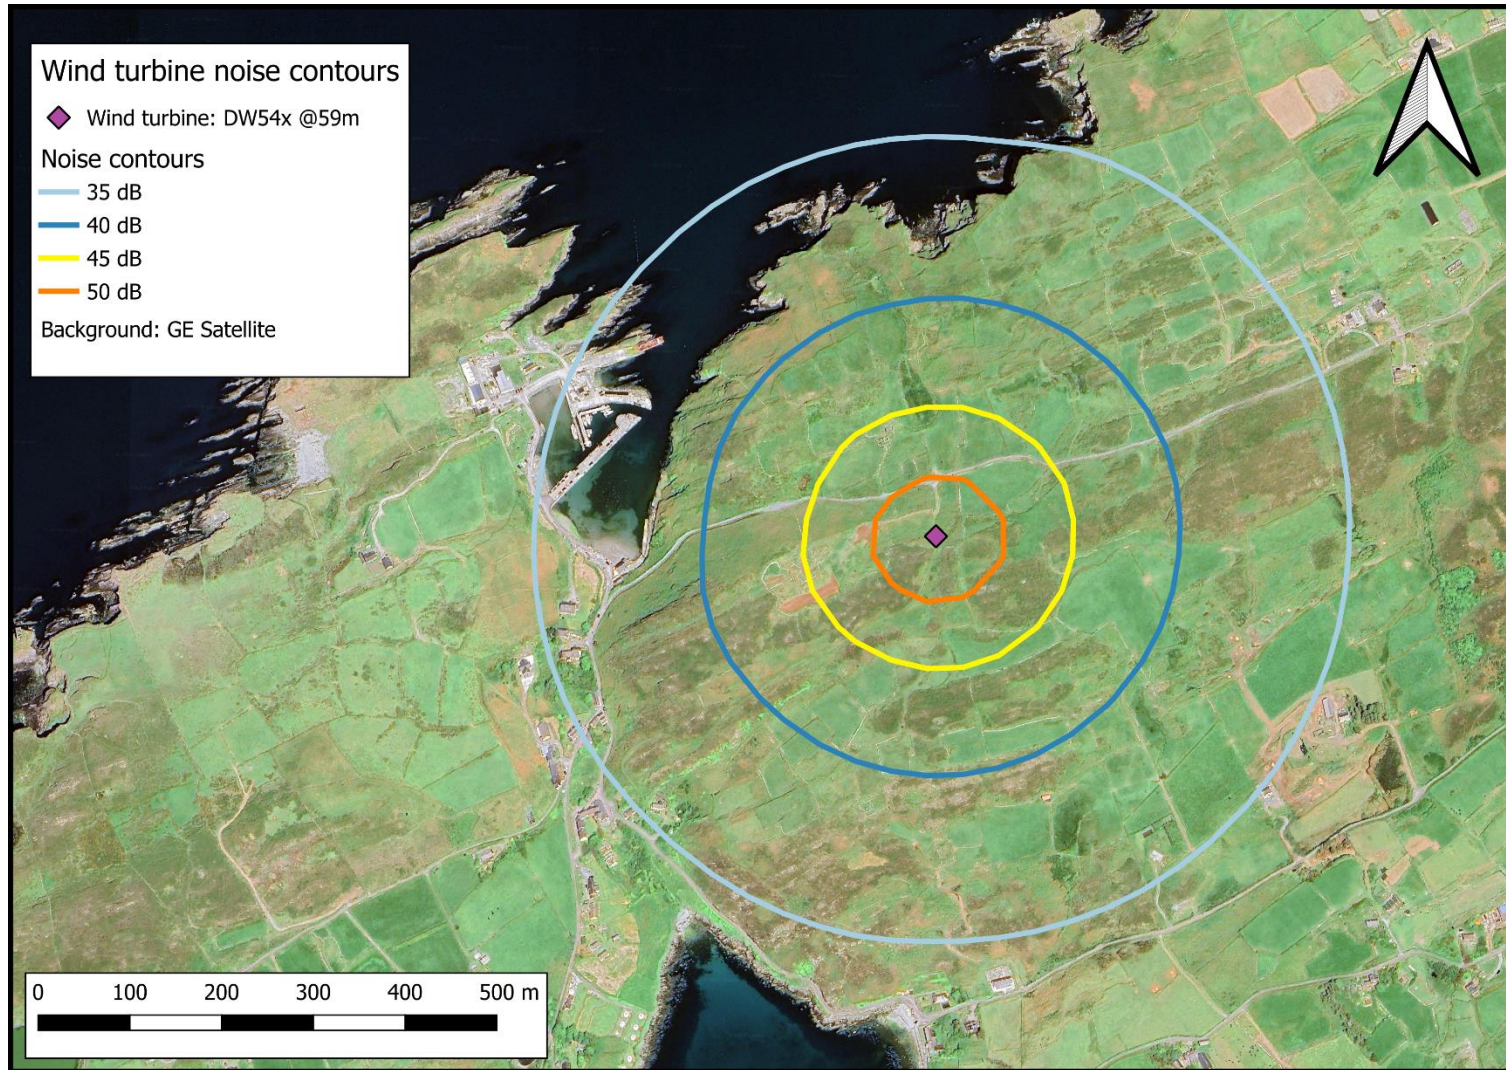 Wind turbine noise contours
Wind turbine: DW54x @59m
Noise contours
35 dB
40 dB
45 dB
50 dB
Background: GE Satellite
0 100 200 300 400 500 m